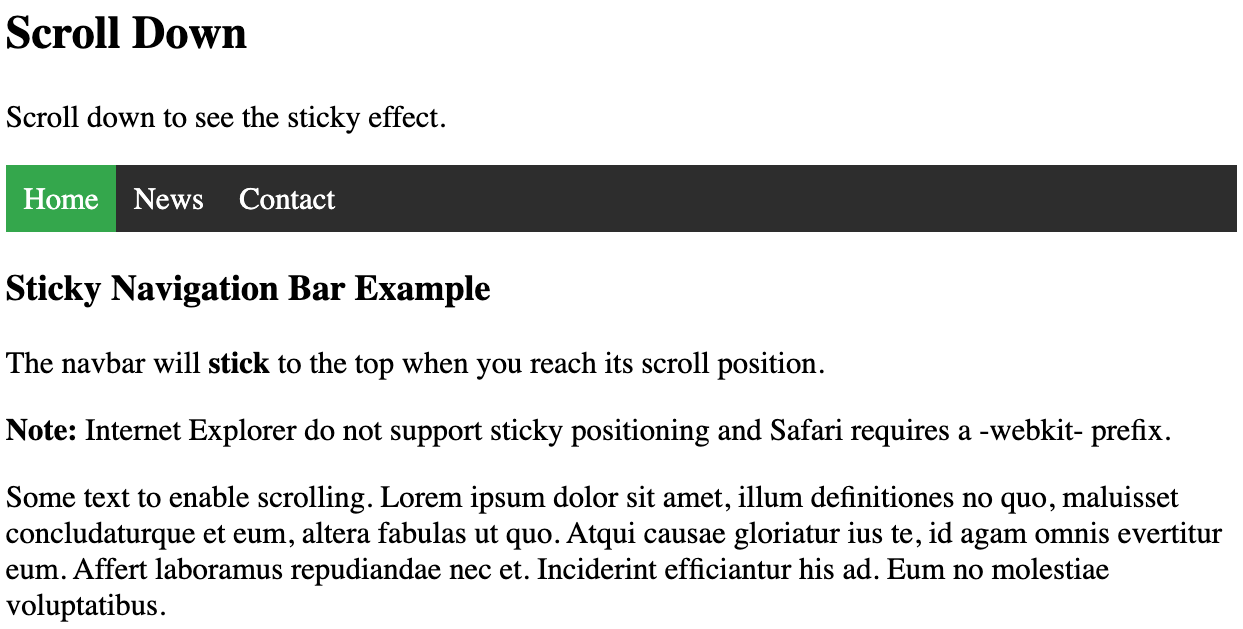 Scroll Down
Scroll down to see the sticky effect.
Home News Contact
Sticky Navigation Bar Example
The navbar will stick to the top when you reach its scroll position.
Note: Internet Explorer do not support sticky positioning and Safari requires a -webkit- prefix.
Some text to enable scrolling. Lorem ipsum dolor sit amet, illum definitiones no quo, maluisset
concludaturque et eum, altera fabulas ut quo. Atqui causae gloriatur ius te, id agam omnis evertitur
eum. Affert laboramus repudiandae nec et. Inciderint efficiantur his ad. Eum no molestiae
voluptatibus.